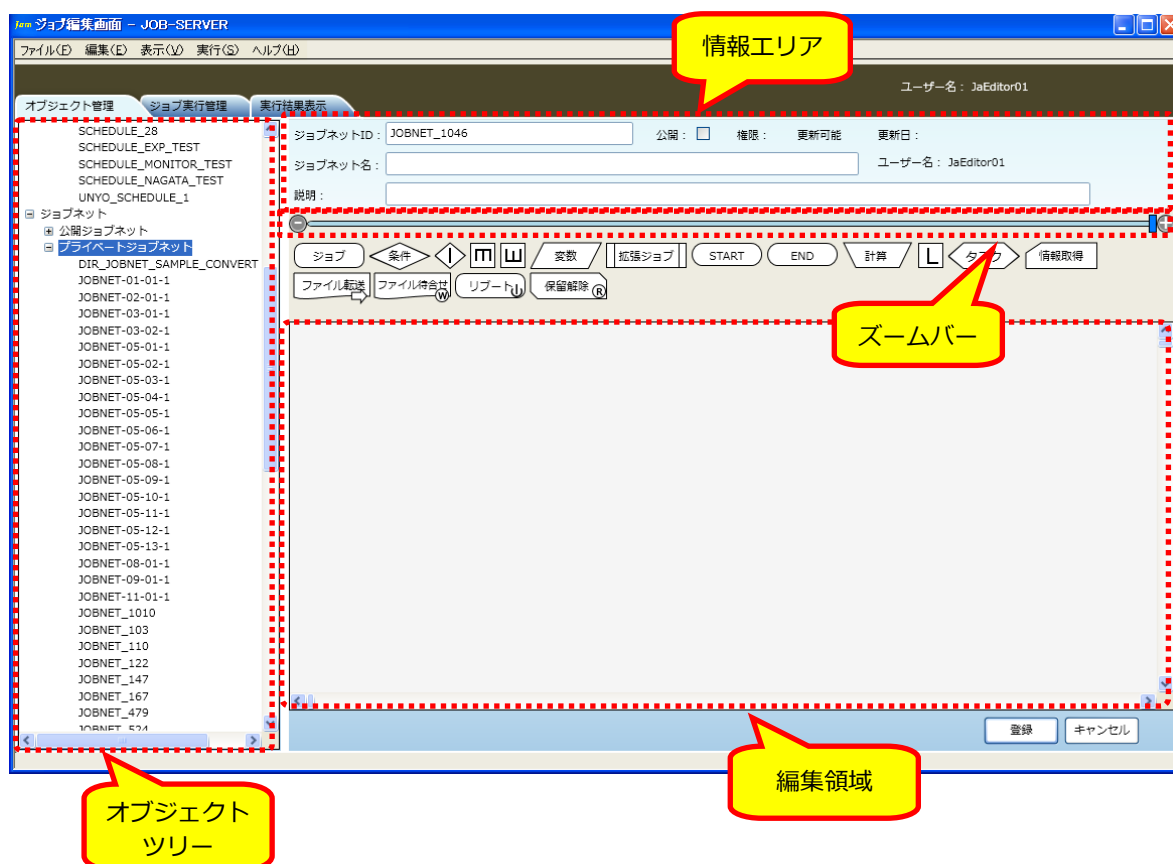 jam ジョブ編集画面 - JOB-SERVER
ファイル(F) 編集(E) 表示(V) 実行(S) ヘルプ(H)
情報エリア
ユーザー名： JaEditor01
オブジェクト管理 ジョブ実行管理 実行結果表示
SCHEDULE_28
SCHEDULE_EXP_TEST
SCHEDULE_MONITOR_TEST
SCHEDULE_NAGATA_TEST
UNYO_SCHEDULE_1
ジョブネット
公開ジョブネット
プライベートジョブネット
DIR_JOBNET_SAMPLE_CONVERT
JOBNET-01-01-1
JOBNET-02-01-1
JOBNET-03-01-1
JOBNET-03-02-1
JOBNET-05-01-1
JOBNET-05-02-1
JOBNET-05-03-1
JOBNET-05-04-1
JOBNET-05-05-1
JOBNET-05-06-1
JOBNET-05-07-1
JOBNET-05-08-1
JOBNET-05-09-1
JOBNET-05-10-1
JOBNET-05-11-1
JOBNET-05-12-1
JOBNET-05-13-1
JOBNET-08-01-1
JOBNET-09-01-1
JOBNET-11-01-1
JOBNET_1010
JOBNET_103
JOBNET_110
JOBNET_122
JOBNET_147
JOBNET_167
JOBNET_479
JOBNET_524
ジョブネットID： JOBNET_1046 公開： 権限： 更新可能 更新日：
ジョブネット名： ユーザー名： JaEditor01
説明：
ジョブ 条件 変数 拡張ジョブ START END 計算 L タスク 情報取得
ファイル転送 ファイル待合せ W リブート 保留解除 R
ズームバー
登録 キャンセル
編集領域
オブジェクト
ツリー